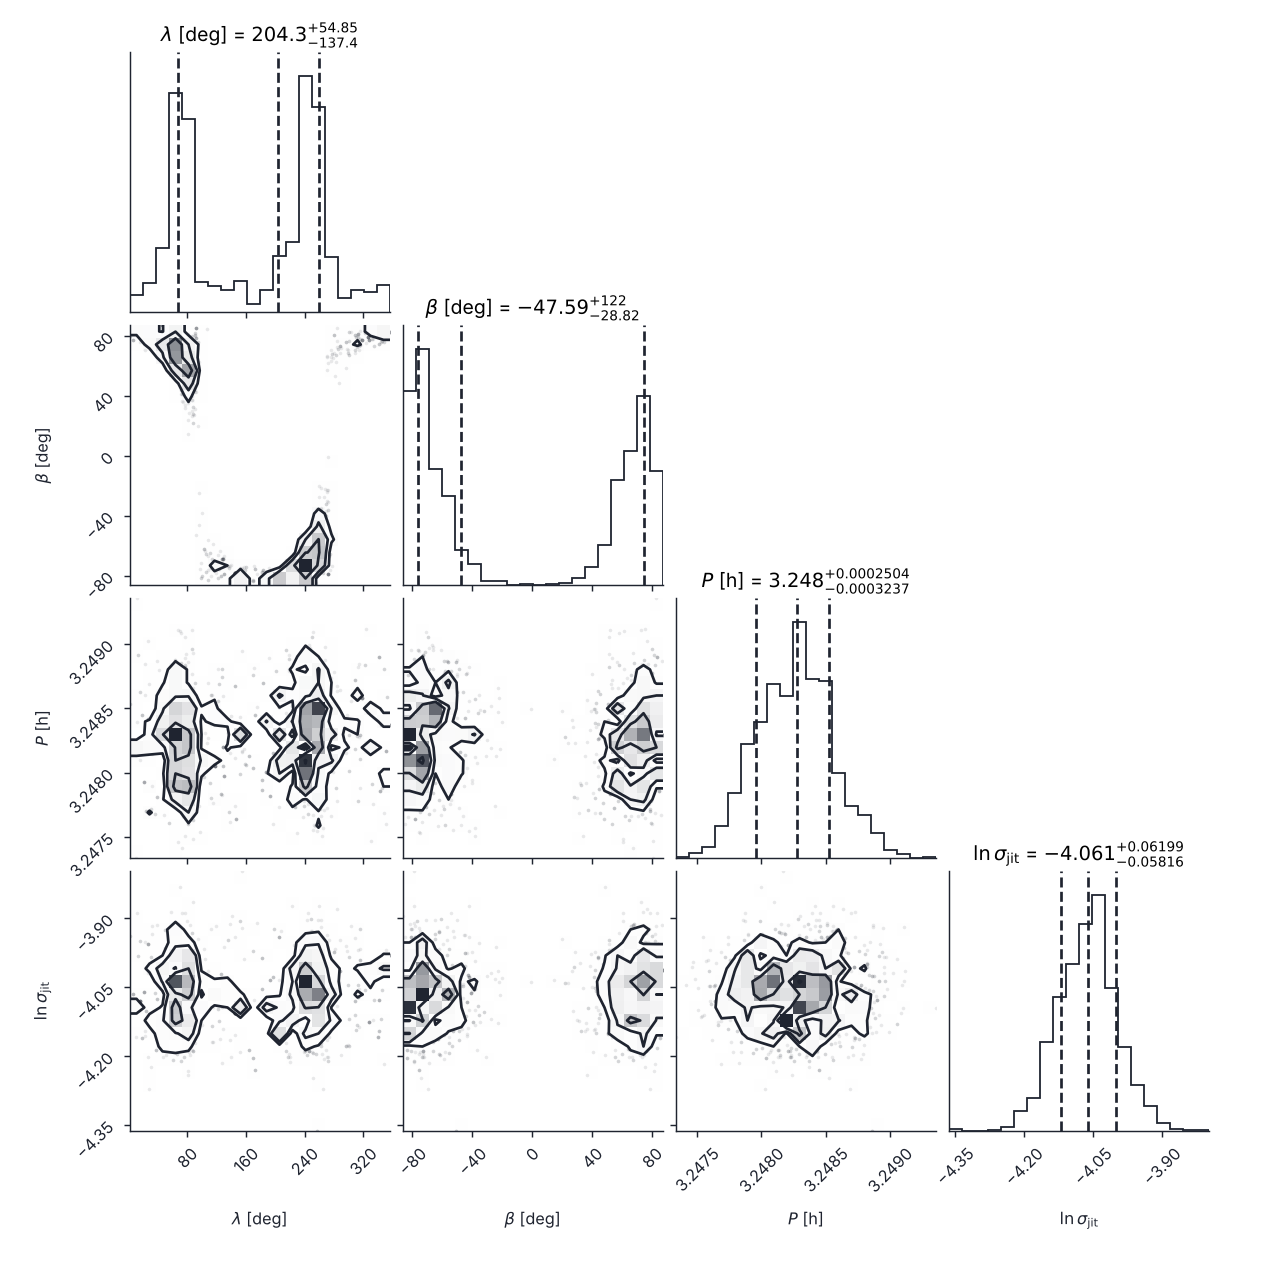 λ [deg] = 204.3+54.85−137.4
β [deg] = −47.59+122−28.82
80
40
0
−40
−80
β [deg]
P [h] = 3.248+0.0002504−0.0003237
3.2490
3.2485
3.2480
3.2475
P [h]
ln σjit = −4.061+0.06199−0.05816
−3.90
−4.05
−4.20
−4.35
ln σjit
80 160 240 320
−80 −40 0 40 80
3.2475 3.2480 3.2485 3.2490
−4.35 −4.20 −4.05 −3.90
λ [deg] β [deg] P [h] ln σjit